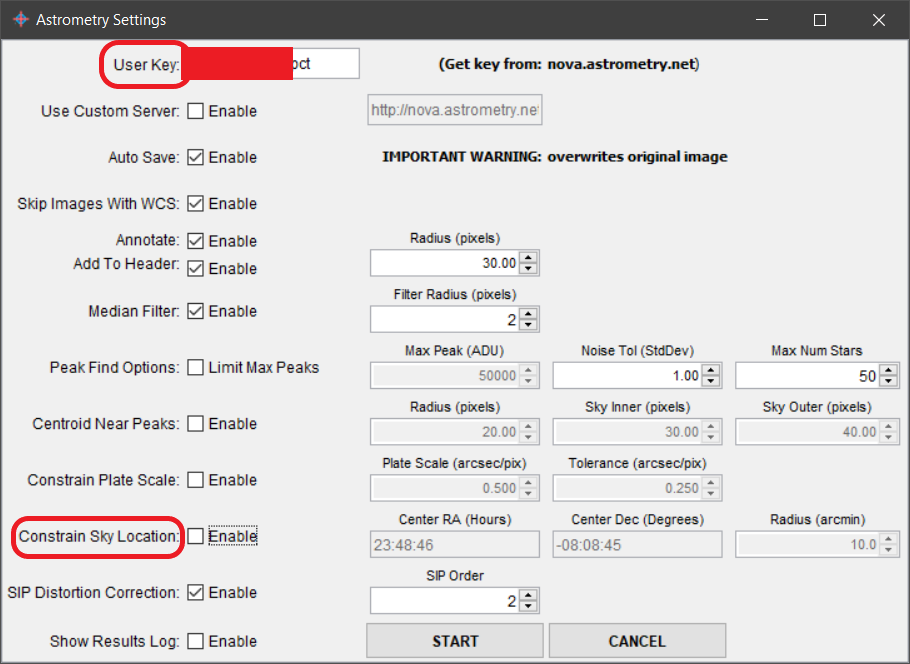 Astrometry Settings
User Key: oct (Get key from: nova.astrometry.net)
Use Custom Server: Enable http://nova.astrometry.ne
Auto Save: Enable IMPORTANT WARNING: overwrites original image
Skip Images With WCS: Enable
Annotate: Enable Radius (pixels)
Add To Header: Enable 30.00
Filter Radius (pixels)
Median Filter: Enable 2
Max Peak (ADU) Noise Tol (StdDev) Max Num Stars
Peak Find Options: Limit Max Peaks 50000 1.00 50
Radius (pixels) Sky Inner (pixels) Sky Outer (pixels)
Centroid Near Peaks: Enable 20.00 30.00 40.00
Plate Scale (arcsec/pix) Tolerance (arcsec/pix)
Constrain Plate Scale: Enable 0.500 0.250
Center RA (Hours) Center Dec (Degrees) Radius (arcmin)
Constrain Sky Location: Enable 23:48:46 -08:08:45 10.0
SIP Order
SIP Distortion Correction: Enable 2
Show Results Log: Enable START CANCEL